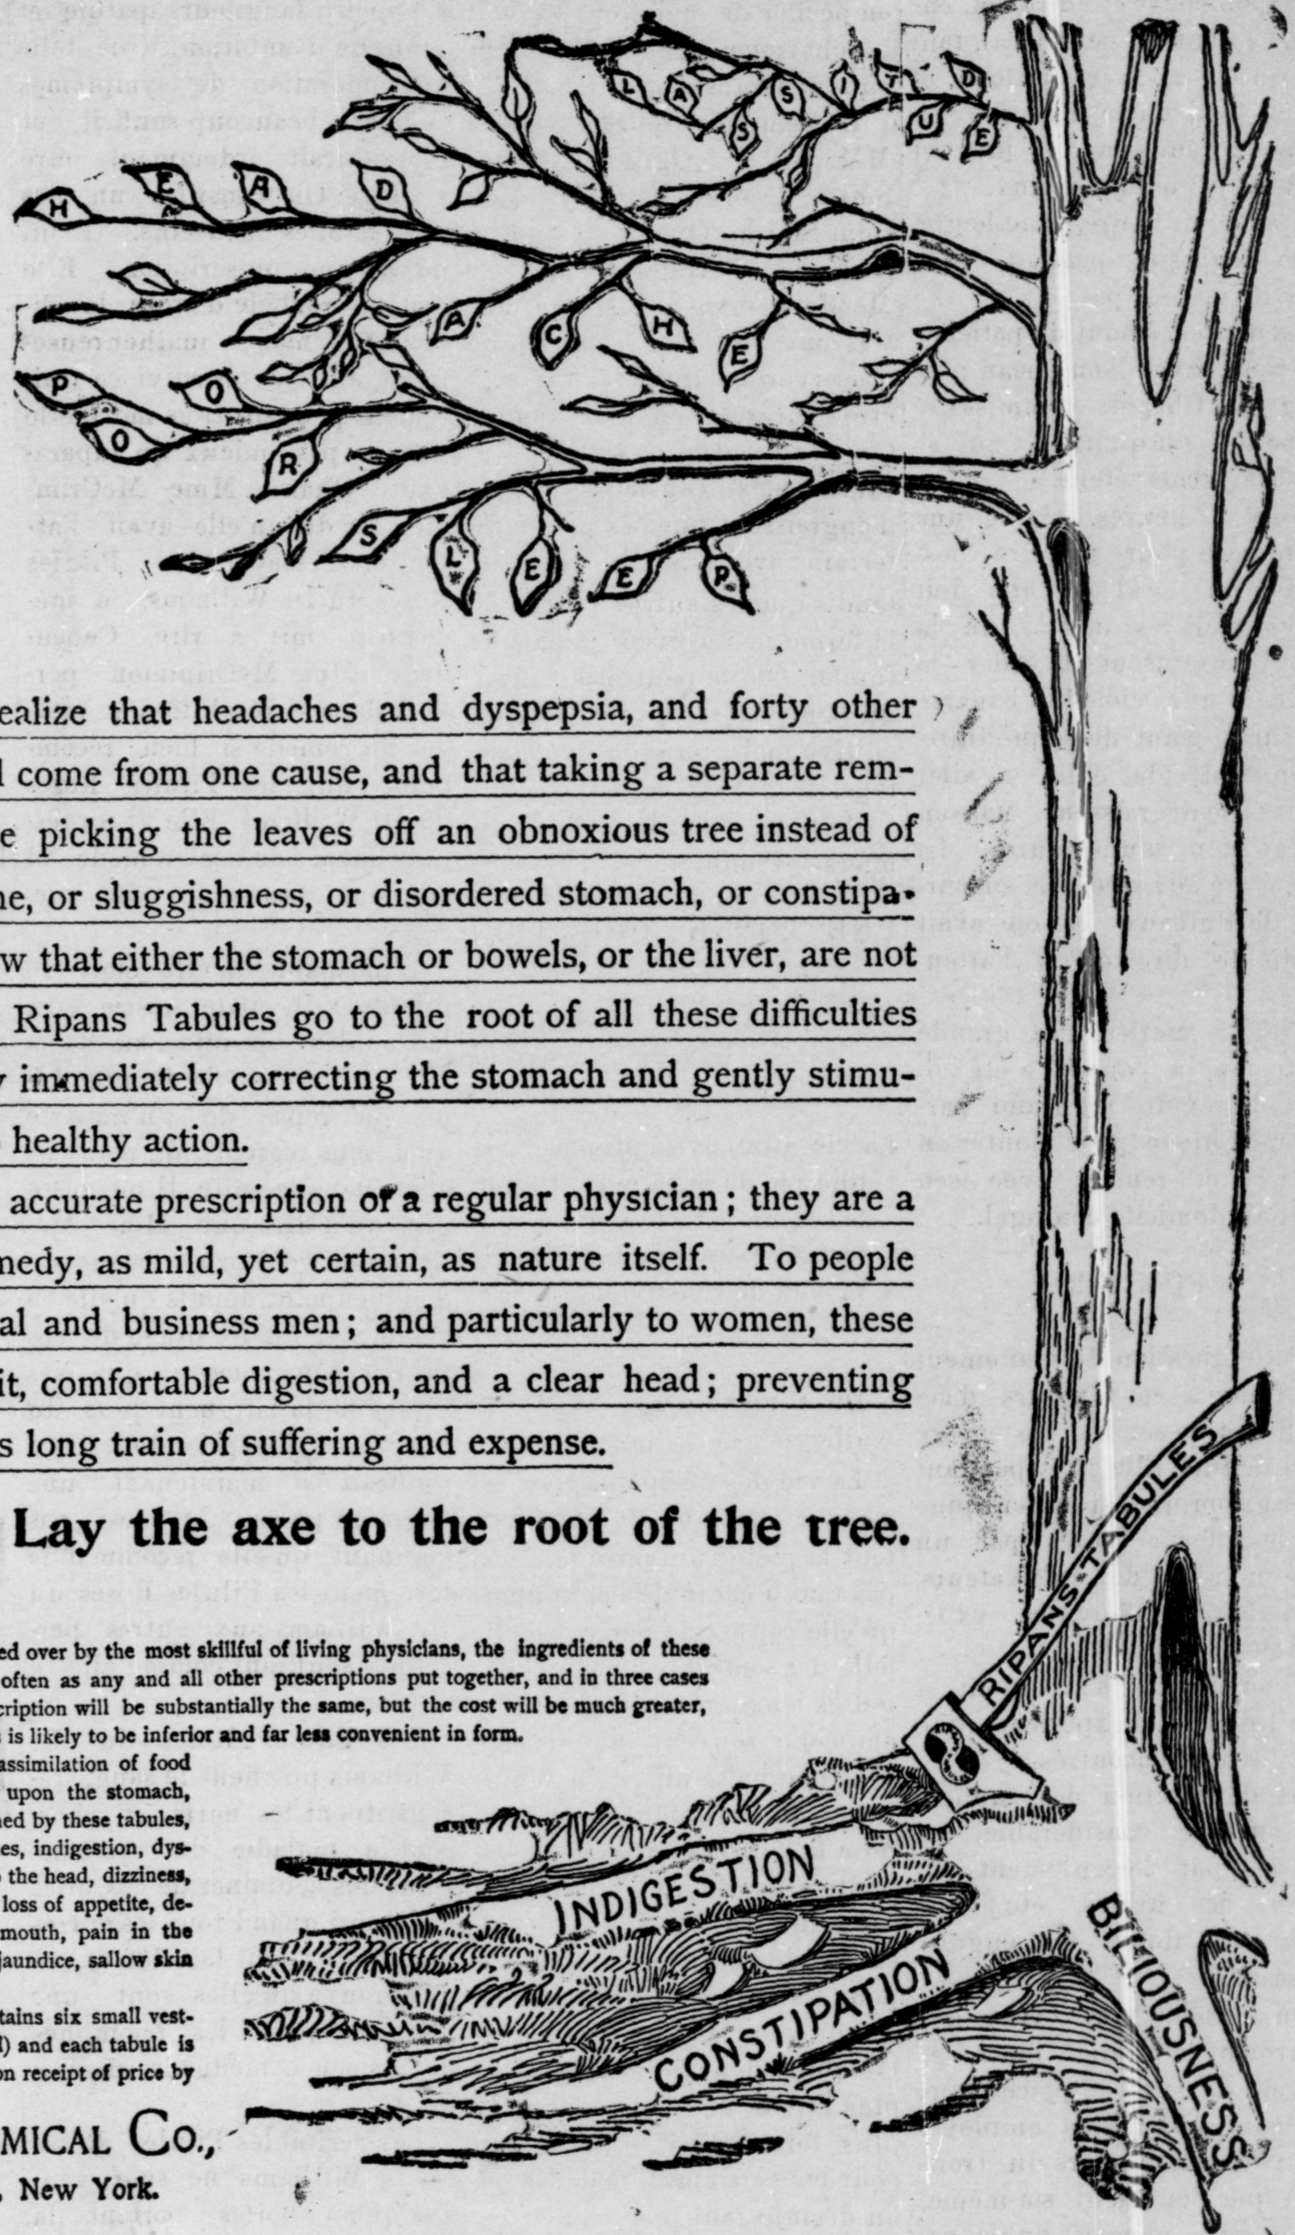 LASSITUDE
HEAD
ACHE
POOR
SLEEP
ealize that headaches and dyspepsia, and forty other
come from one cause, and that taking a separate rem-
e picking the leaves off an obnoxious tree instead of
ne, or sluggishness, or disordered stomach, or constipa-
w that either the stomach or bowels, or the liver, are not
Ripans Tabules go to the root of all these difficulties
immediately correcting the stomach and gently stimu-
healthy action.
accurate prescription of a regular physician; they are a
nedy, as mild, yet certain, as nature itself. To people
al and business men; and particularly to women, these
it, comfortable digestion, and a clear head; preventing
s long train of suffering and expense.
Lay the axe to the root of the tree.
RIPANS-TABULES
ed over by the most skillful of living physicians, the ingredients of these
often as any and all other prescriptions put together, and in three cases
cription will be substantially the same, but the cost will be much greater,
is likely to be inferior and far less convenient in form.
assimilation of food
upon the stomach,
ned by these tabules,
es, indigestion, dys-
the head, dizziness,
loss of appetite, de-
mouth, pain in the
jaundice, sallow skin
tains six small vest-
) and each tabule is
on receipt of price by
MICAL CO.,
New York.
INDIGESTION
CONSTIPATION
BILIOUSNESS